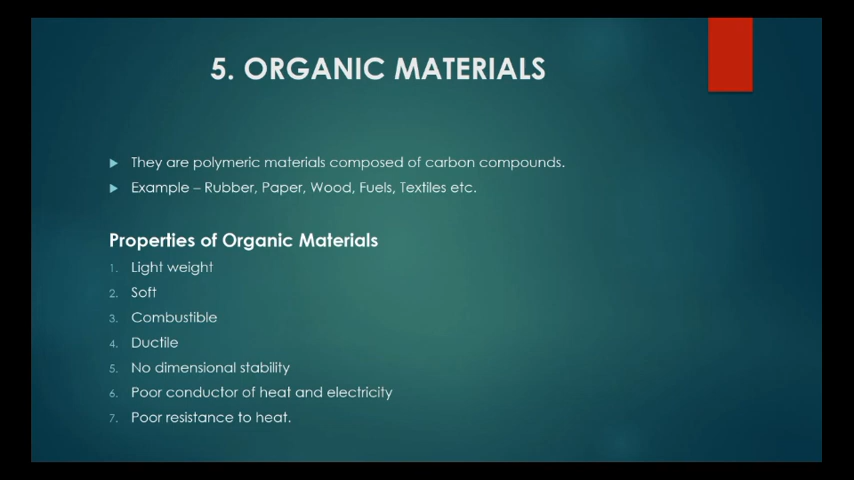 5. ORGANIC MATERIALS
They are polymeric materials composed of carbon compounds.
Example – Rubber, Paper, Wood, Fuels, Textiles etc.
Properties of Organic Materials
1. Light weight
2. Soft
3. Combustible
4. Ductile
5. No dimensional stability
6. Poor conductor of heat and electricity
7. Poor resistance to heat.